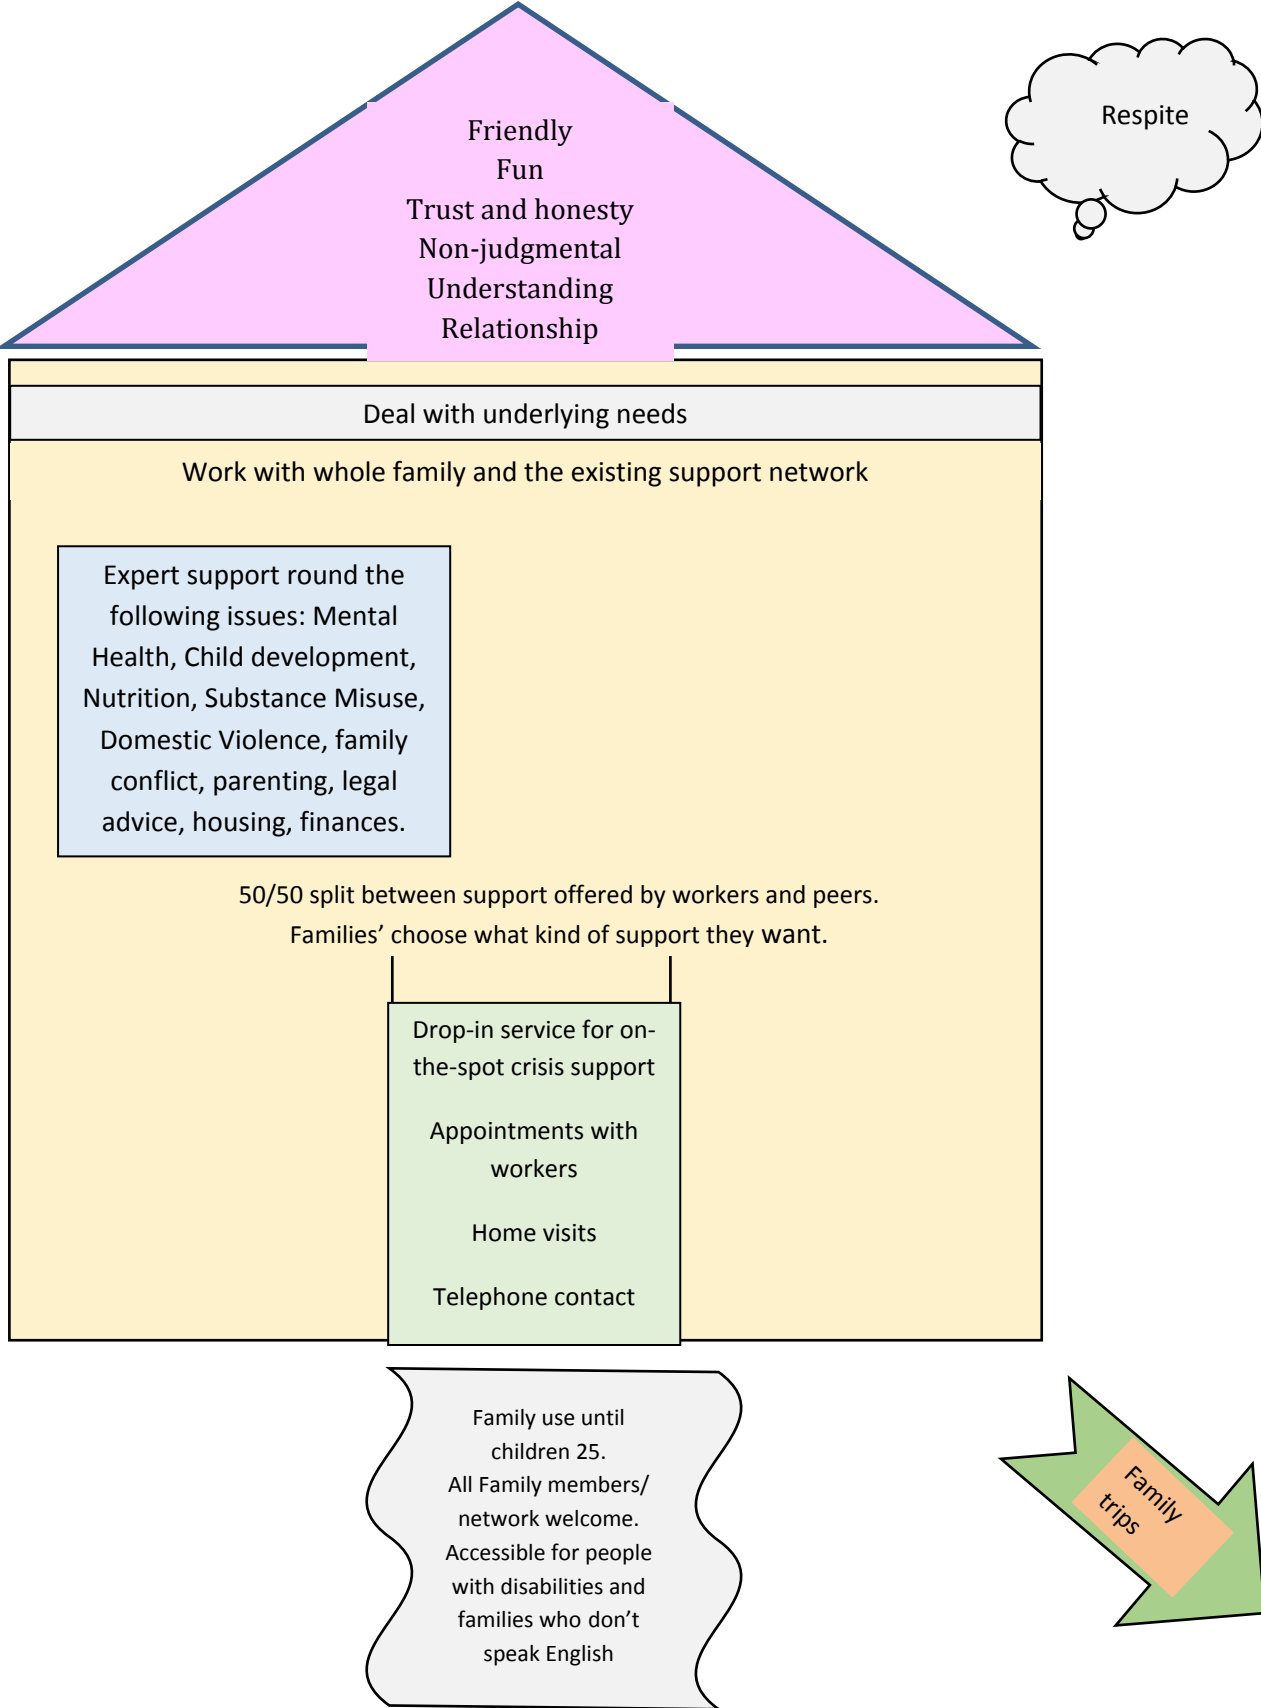 Friendly
Fun
Trust and honesty
Non-judgmental
Understanding
Relationship
Respite
Deal with underlying needs
Work with whole family and the existing support network
Expert support round the
following issues: Mental
Health, Child development,
Nutrition, Substance Misuse,
Domestic Violence, family
conflict, parenting, legal
advice, housing, finances.
50/50 split between support offered by workers and peers.
Families’ choose what kind of support they want.
Drop-in service for on-
the-spot crisis support
Appointments with
workers
Home visits
Telephone contact
Family use until
children 25.
All Family members/
network welcome.
Accessible for people
with disabilities and
families who don’t
speak English
Family
trips